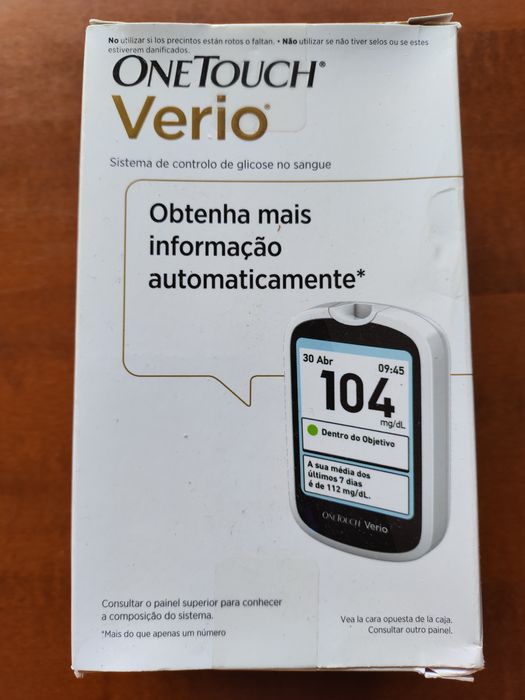 No utilizar si los precintos están rotos o faltan. • Não utilizar se não tiver selos ou se estes
estiverem danificados.
ONETOUCH®
Verio®
Sistema de controlo de glicose no sangue
Obtenha mais
informação
automaticamente*
30 Abr
09:45
104
mg/dL
Dentro do Objetivo
A sua média dos
últimos 7 dias
é de 112 mg/dL.
ONETOUCH Verio
Consultar o painel superior para conhecer
a composição do sistema.
*Mais do que apenas um número
Vea la cara opuesta de la caja.
Consultar outro painel.